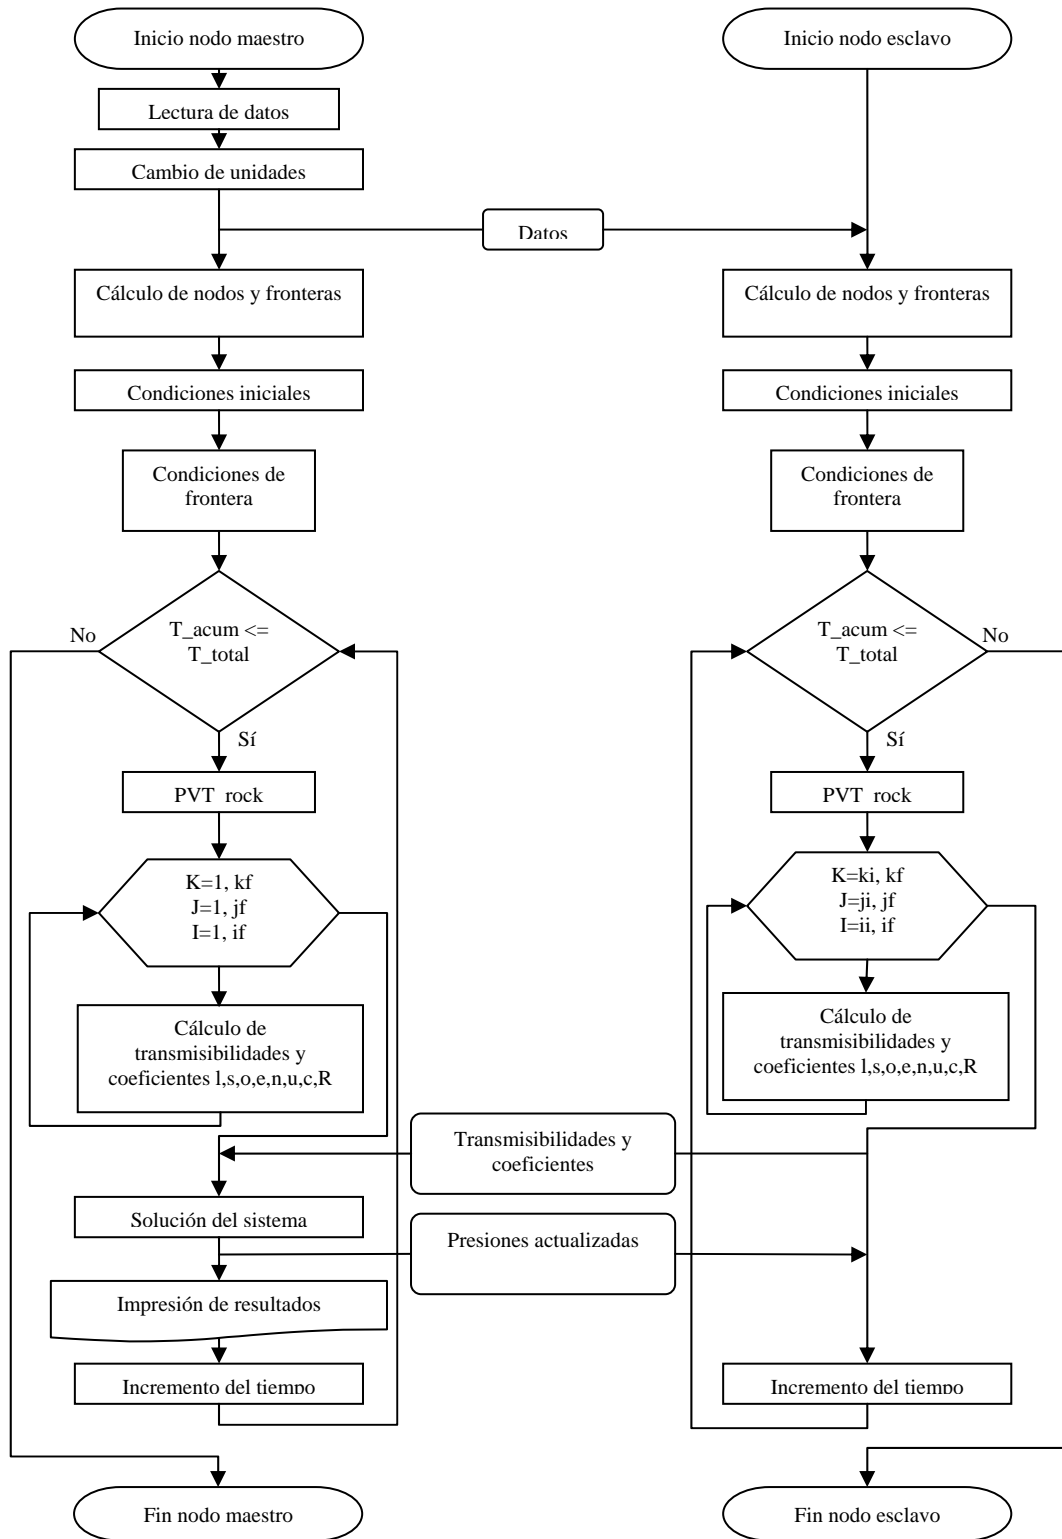 Inicio nodo maestro
Lectura de datos
Cambio de unidades
Datos
Cálculo de nodos y fronteras
Condiciones iniciales
Condiciones de
frontera
No
T_acum <=
T_total
Sí
PVT_rock
K=1, kf
J=1, jf
I=1, if
Cálculo de
transmisibilidades y
coeficientes l,s,o,e,n,u,c,R
Transmisibilidades y
coeficientes
Solución del sistema
Presiones actualizadas
Impresión de resultados
Incremento del tiempo
Fin nodo maestro
Inicio nodo esclavo
Cálculo de nodos y fronteras
Condiciones iniciales
Condiciones de
frontera
T_acum <=
T_total
No
Sí
PVT_rock
K=ki, kf
J=ji, jf
I=ii, if
Cálculo de
transmisibilidades y
coeficientes l,s,o,e,n,u,c,R
Incremento del tiempo
Fin nodo esclavo